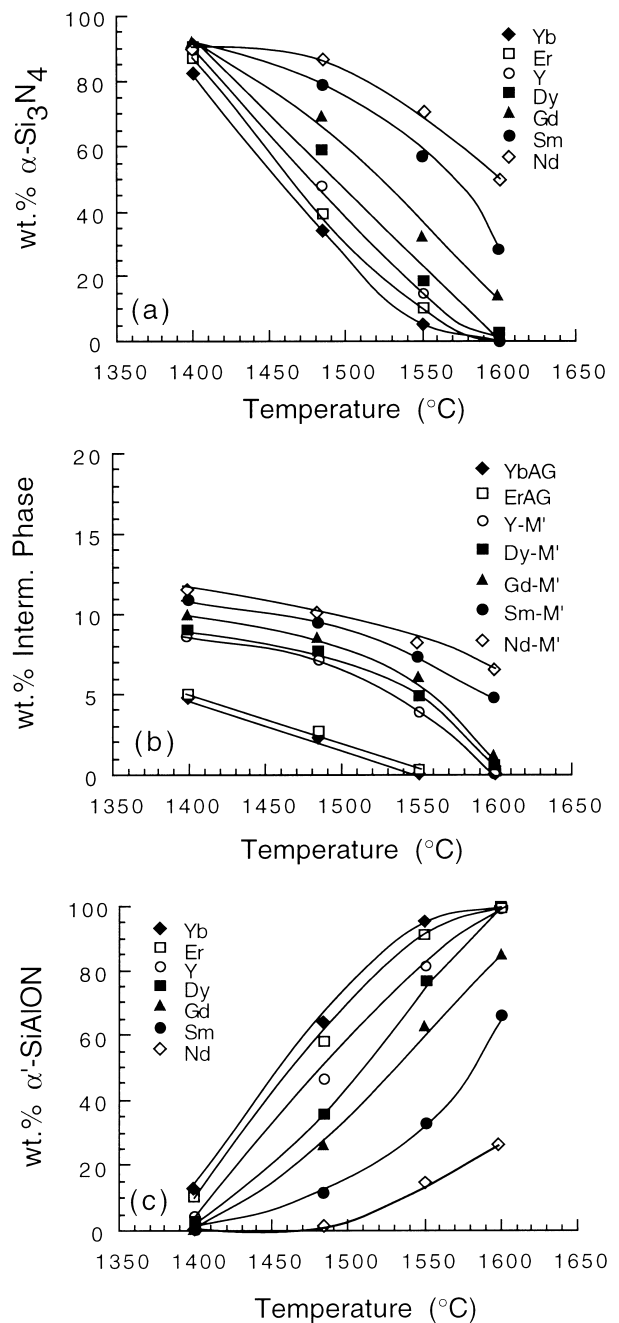 100
80
60
40
20
0
wt.% α-Si3N4
(a)
Yb
Er
Y
Dy
Gd
Sm
Nd
1350 1400 1450 1500 1550 1600 1650
Temperature (°C)
20
15
10
5
0
wt.% Interm. Phase
(b)
YbAG
ErAG
Y-M'
Dy-M'
Gd-M'
Sm-M'
Nd-M'
1350 1400 1450 1500 1550 1600 1650
Temperature (°C)
100
80
60
40
20
0
wt.% α'-SiAlON
(c)
Yb
Er
Y
Dy
Gd
Sm
Nd
1350 1400 1450 1500 1550 1600 1650
Temperature (°C)